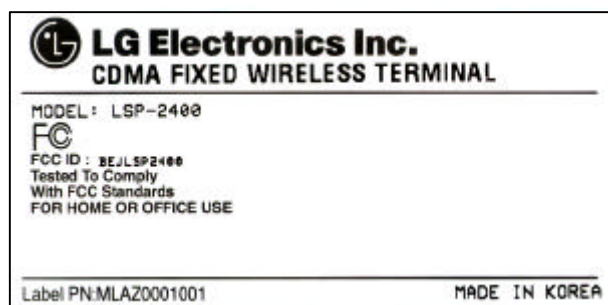 LG Electronics Inc.
CDMA FIXED WIRELESS TERMINAL
MODEL: LSP-2400
FC
FCC ID : BEJLSP2400
Tested To Comply
With FCC Standards
FOR HOME OR OFFICE USE
Label PN:MLAZ0001001 MADE IN KOREA